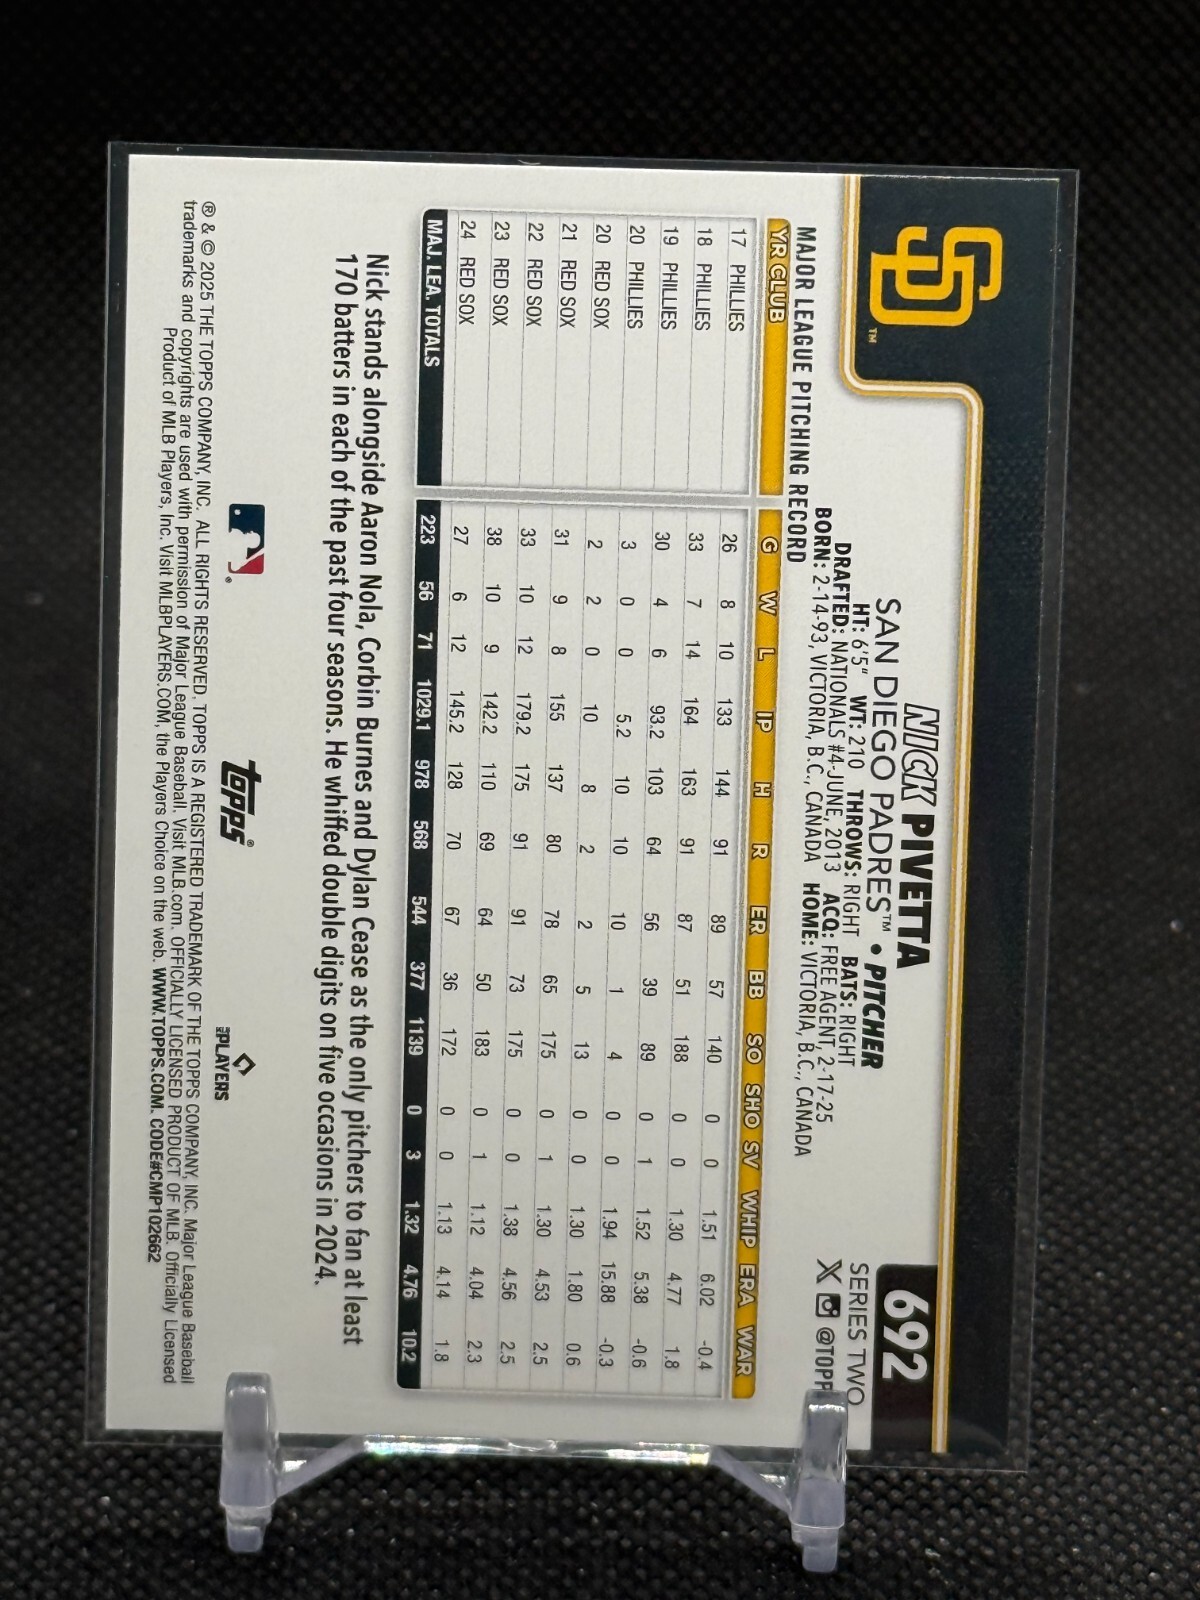 SD™
692
NICK PIVETTA
SAN DIEGO PADRES™ • PITCHER
SERIES TWO
HT: 6'5" WT: 210 THROWS: RIGHT BATS: RIGHT
DRAFTED: NATIONALS #4-JUNE, 2013 ACQ: FREE AGENT, 2-17-25
BORN: 2-14-93, VICTORIA, B.C., CANADA HOME: VICTORIA, B.C., CANADA
MAJOR LEAGUE PITCHING RECORD
YR CLUB G W L IP H R ER BB SO SHO SV WHIP ERA WAR
17 PHILLIES 26 8 10 133 144 91 89 57 140 0 0 1.51 6.02 -0.4
18 PHILLIES 33 7 14 164 163 91 87 51 188 0 0 1.30 4.77 1.8
19 PHILLIES 30 4 6 93.2 103 64 56 39 89 0 1 1.52 5.38 -0.6
20 PHILLIES 3 0 0 5.2 10 10 10 1 4 0 0 1.94 15.88 -0.3
20 RED SOX 2 2 0 10 8 2 2 5 13 0 0 1.30 1.80 0.6
21 RED SOX 31 9 8 155 137 80 78 65 175 0 1 1.30 4.53 2.5
22 RED SOX 33 10 12 179.2 175 91 91 73 175 0 0 1.38 4.56 2.5
23 RED SOX 38 10 9 142.2 110 69 64 50 183 0 1 1.12 4.04 2.3
24 RED SOX 27 6 12 145.2 128 70 67 36 172 0 0 1.13 4.14 1.8
MAJ. LEA. TOTALS 223 56 71 1029.1 978 568 544 377 1139 0 3 1.32 4.76 10.2
Nick stands alongside Aaron Nola, Corbin Burnes and Dylan Cease as the only pitchers to fan at least
170 batters in each of the past four seasons. He whiffed double digits on five occasions in 2024.
topps®
PLAYERS
® & © 2025 THE TOPPS COMPANY, INC. ALL RIGHTS RESERVED. TOPPS IS A REGISTERED TRADEMARK OF THE TOPPS COMPANY, INC. Major League Baseball
trademarks and copyrights are used with permission of Major League Baseball. Visit MLB.com. OFFICIALLY LICENSED PRODUCT OF MLB. Officially Licensed
Product of MLB Players, Inc. Visit MLBPLAYERS.COM, the Players Choice on the web. WWW.TOPPS.COM. CODE#CMP102662